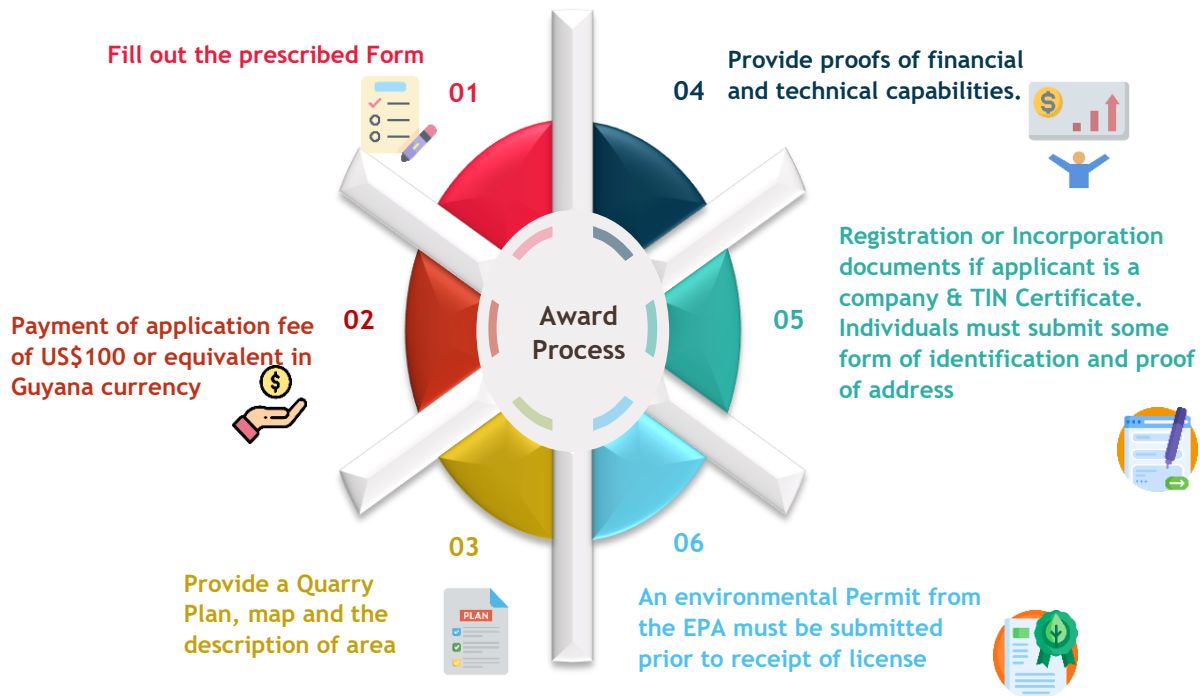 Fill out the prescribed Form
01
Payment of application fee
of US$100 or equivalent in
Guyana currency
02
03
Provide a Quarry
Plan, map and the
description of area
PLAN
Award
Process
04
Provide proofs of financial
and technical capabilities.
$
05
Registration or Incorporation
documents if applicant is a
company & TIN Certificate.
Individuals must submit some
form of identification and proof
of address
06
An environmental Permit from
the EPA must be submitted
prior to receipt of license
$